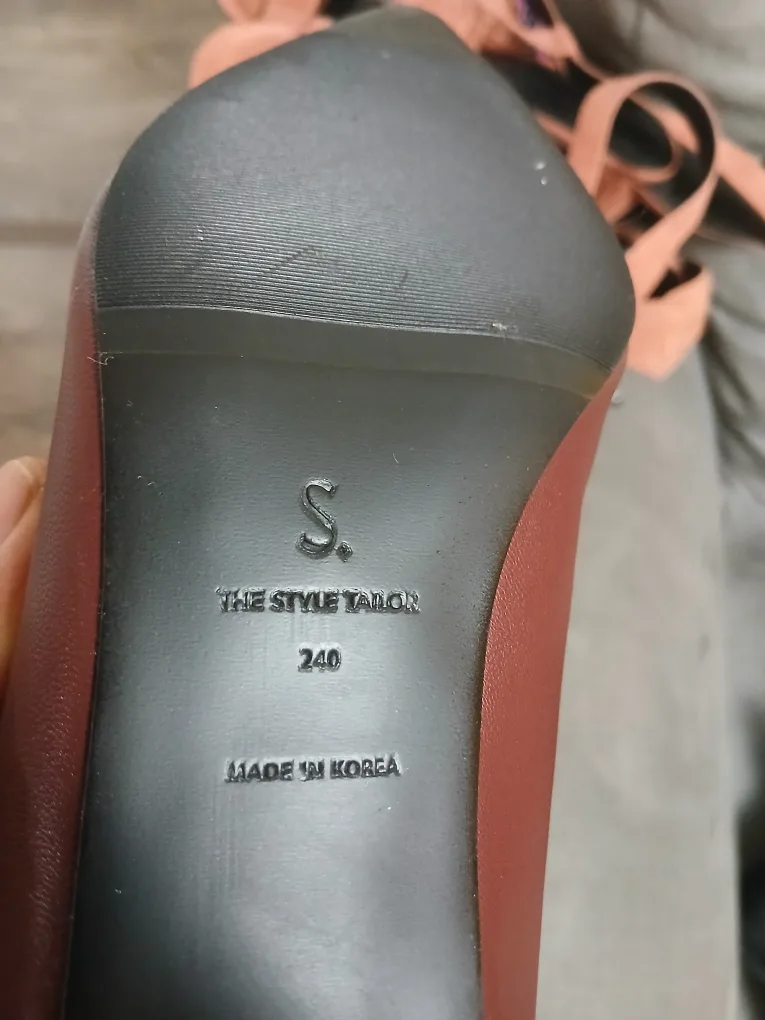 S.
THE STYLE TAILOR
240
MADE IN KOREA